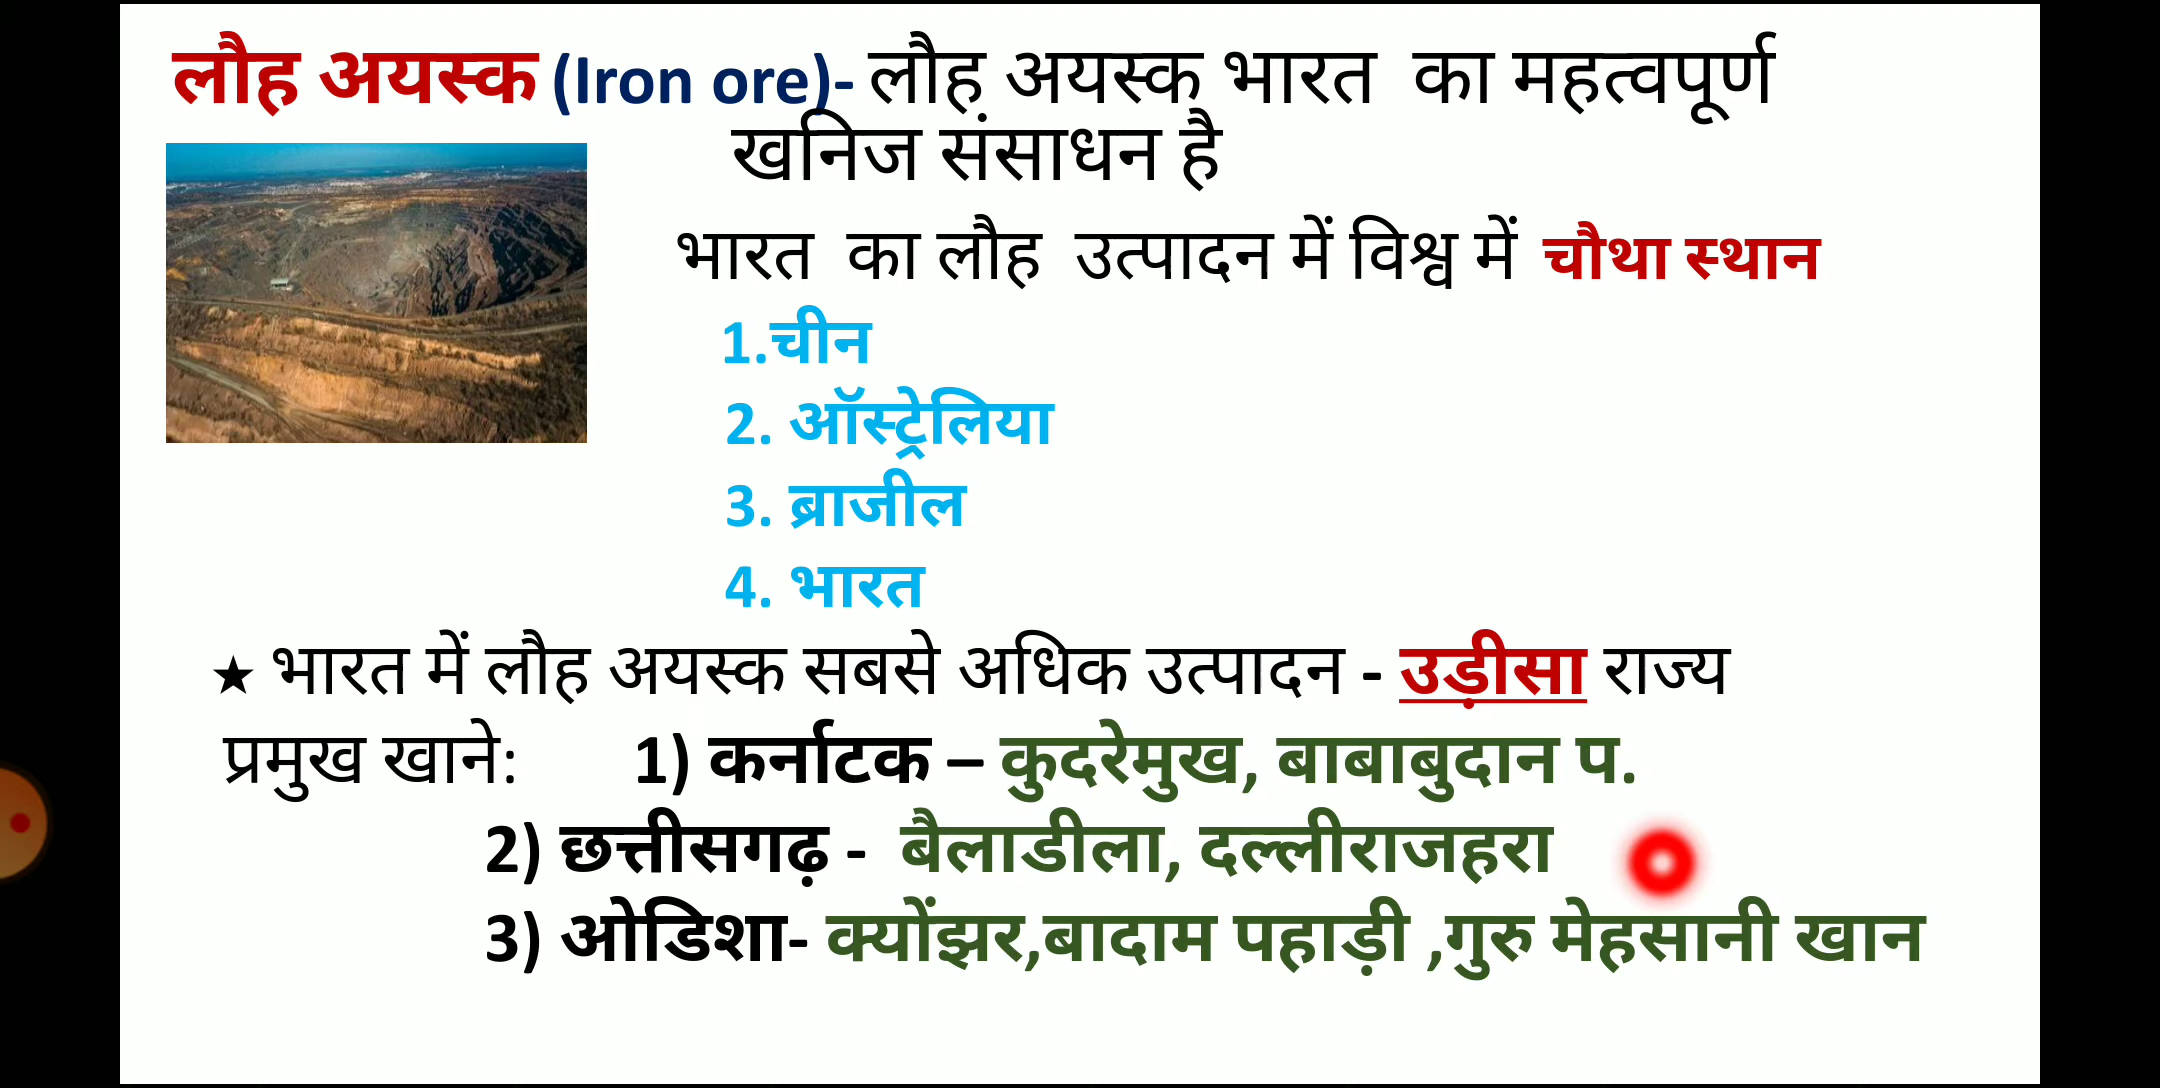 लौह अयस्क (Iron ore)- लौह अयस्क भारत का महत्वपूर्ण
खनिज संसाधन है
भारत का लौह उत्पादन में विश्व में चौथा स्थान
1.चीन
2. ऑस्ट्रेलिया
3. ब्राजील
4. भारत
★ भारत में लौह अयस्क सबसे अधिक उत्पादन - उड़ीसा राज्य
प्रमुख खाने: 1) कर्नाटक – कुदरेमुख, बाबाबुदान प.
2) छत्तीसगढ़ - बैलाडीला, दल्लीराजहरा
3) ओडिशा- क्योंझर,बादाम पहाड़ी ,गुरु मेहसानी खान